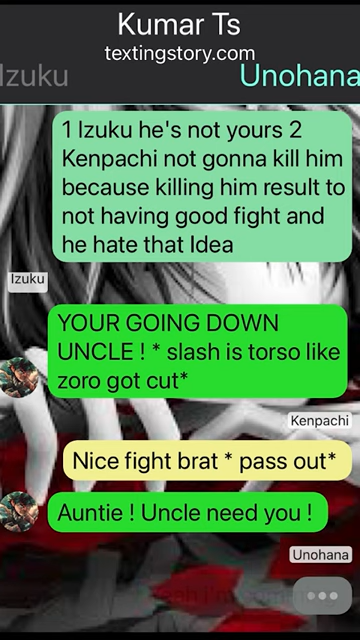 Kumar Ts
textingstory.com
Izuku
Unohana
1 Izuku he's not yours 2
Kenpachi not gonna kill him
because killing him result to
not having good fight and
he hate that Idea
Izuku
YOUR GOING DOWN
UNCLE ! * slash is torso like
zoro got cut*
Kenpachi
Nice fight brat * pass out*
Auntie ! Uncle need you !
Unohana